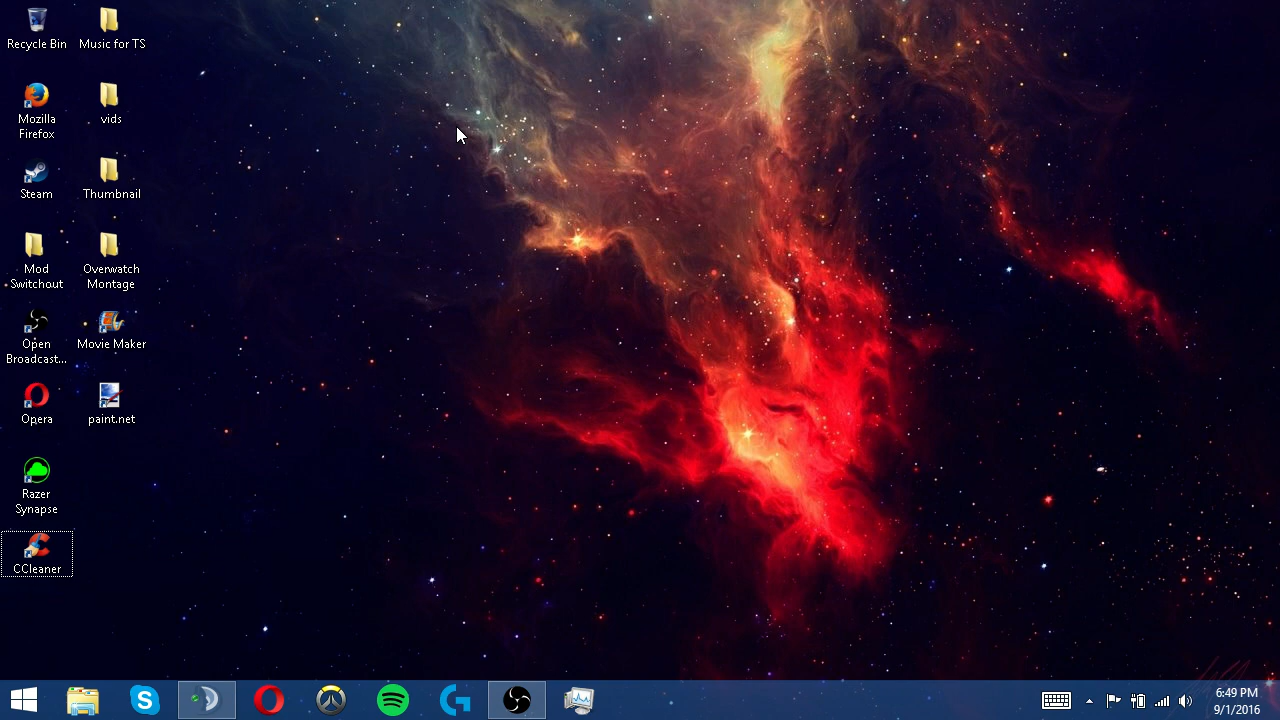 Recycle Bin
Music for TS
Mozilla
Firefox
vids
Steam
Thumbnail
Mod
Switchout
Overwatch
Montage
Open
Broadcast...
Movie Maker
Opera
paint.net
Razer
Synapse
CCleaner
6:49 PM
9/1/2016